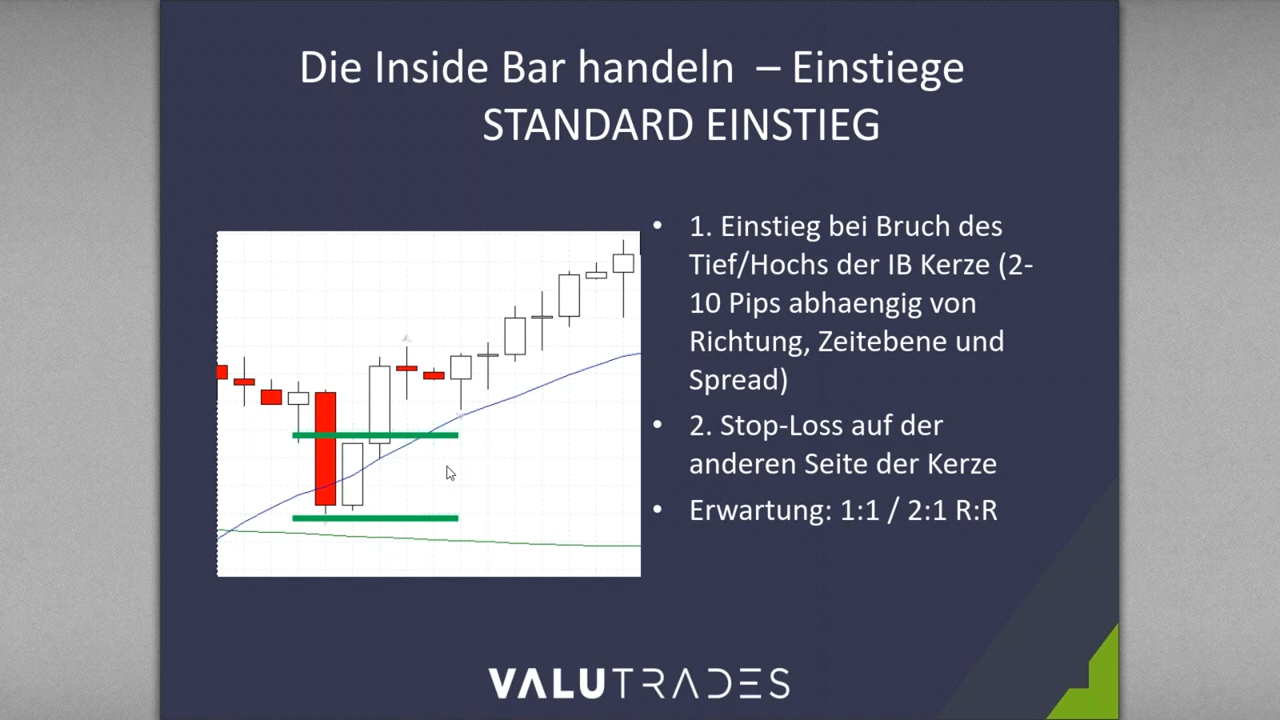 Die Inside Bar handeln – Einstiege
STANDARD EINSTIEG
• 1. Einstieg bei Bruch des
Tief/Hochs der IB Kerze (2-
10 Pips abhaengig von
Richtung, Zeitebene und
Spread)
• 2. Stop-Loss auf der
anderen Seite der Kerze
• Erwartung: 1:1 / 2:1 R:R
VALUTRADES